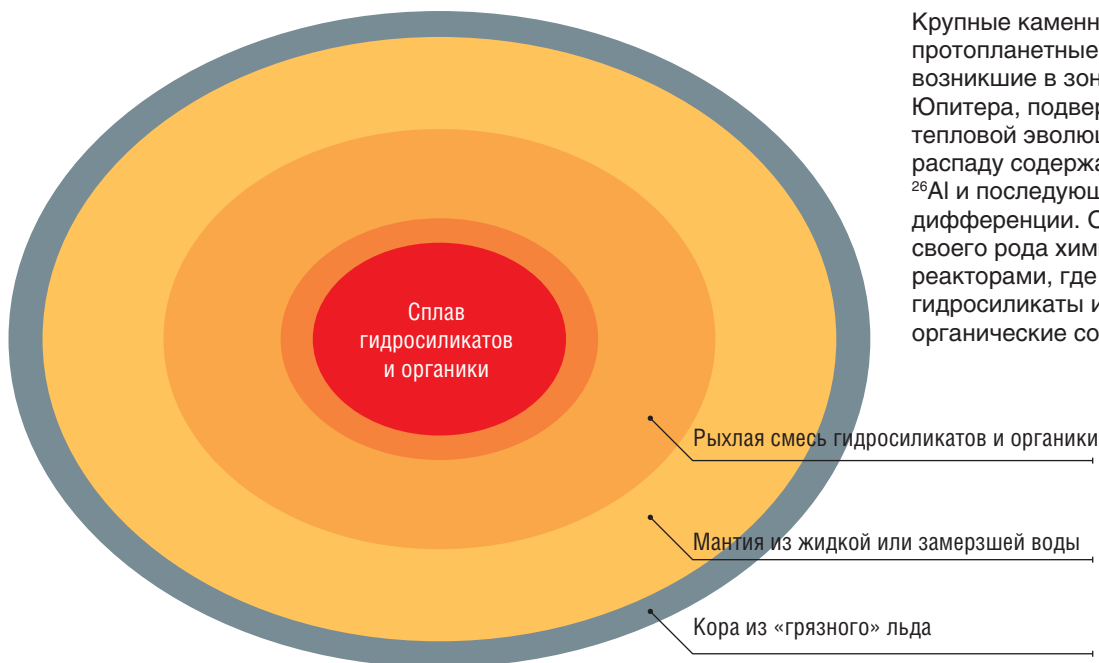 Крупные каменн
протопланетные
возникшие в зон
Юпитера, подвер
тепловой эволюц
распаду содержа
²⁶Al и последующ
дифференции. С
своего рода хим
реакторами, где
гидросиликаты и
органические со
Сплав
гидросиликатов
и органики
Рыхлая смесь гидросиликатов и органики
Мантия из жидкой или замерзшей воды
Кора из «грязного» льда